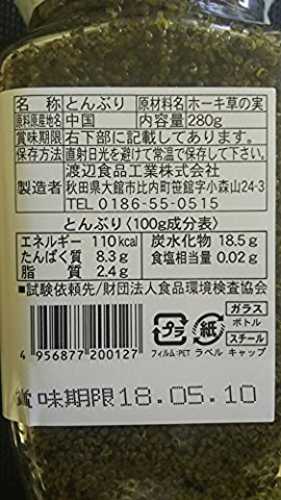 名称 とんぶり 原材料名 ホーキ草の実
原料原産地名 中国 内容量 280g
賞味期限 右下部に記載してあります。
保存方法 直射日光を避けて常温で保存して下さい。
製造者 渡辺食品工業株式会社
秋田県大館市比内町笹館字小森山24-3
TEL 0186-55-0515
とんぶり〈100g成分表〉
エネルギー 110kcal 炭水化物 18.5g
たんぱく質 8.3g 食塩相当量 0.02g
脂質 2.4g
■試験依頼先/財団法人食品環境検査協会
4 956877 200127
プラ 紙 ガラス ボトル スチール キャップ
フィルム:PET ラベル
賞味期限 18.05.10